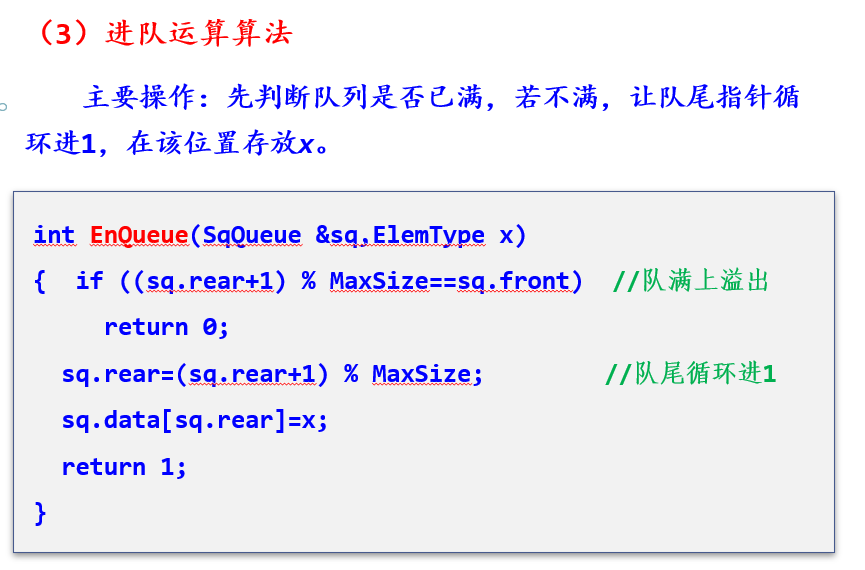 （3）进队运算算法
主要操作：先判断队列是否已满，若不满，让队尾指针循
环进1，在该位置存放x。
int EnQueue(SqQueue &sq,ElemType x)
{  if ((sq.rear+1) % MaxSize==sq.front)  //队满上溢出
return 0;
sq.rear=(sq.rear+1) % MaxSize;  //队尾循环进1
sq.data[sq.rear]=x;
return 1;
}